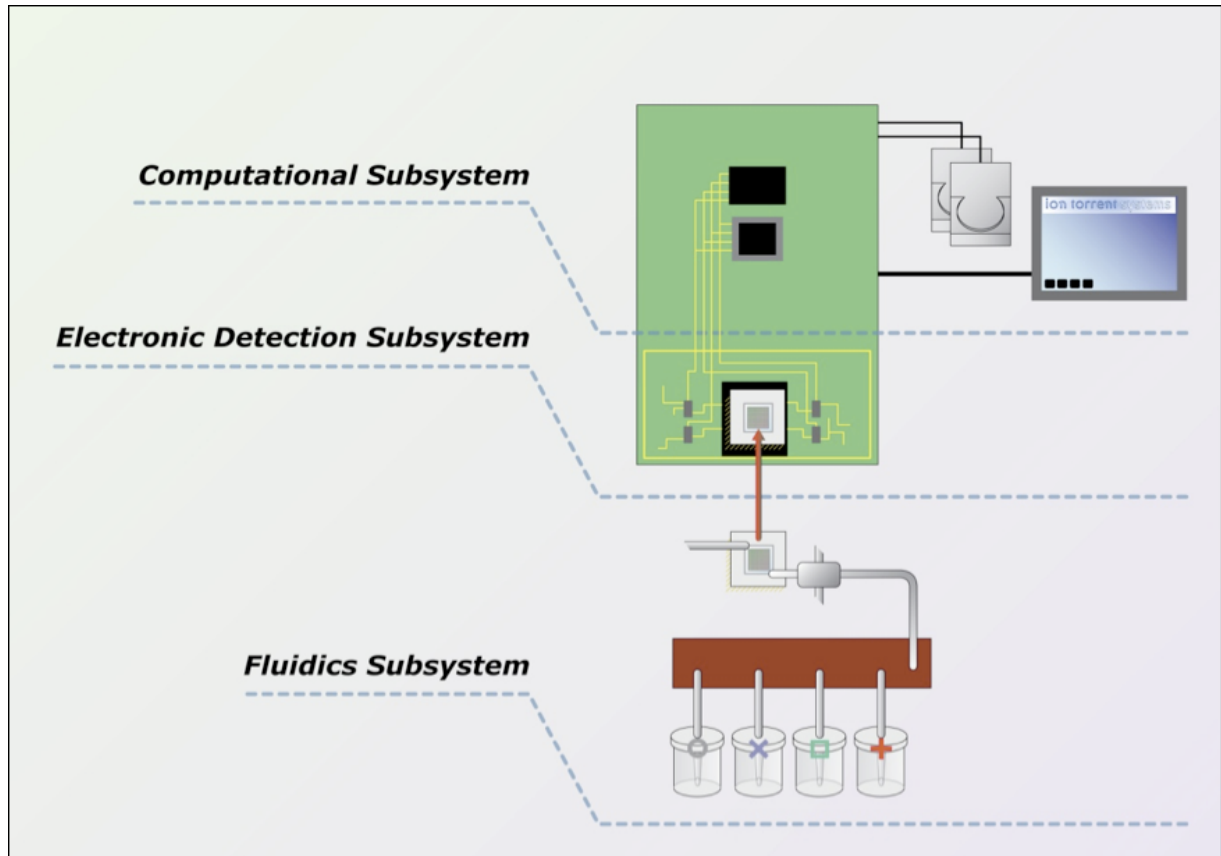 Computational Subsystem
ion torrent systems
Electronic Detection Subsystem
Fluidics Subsystem